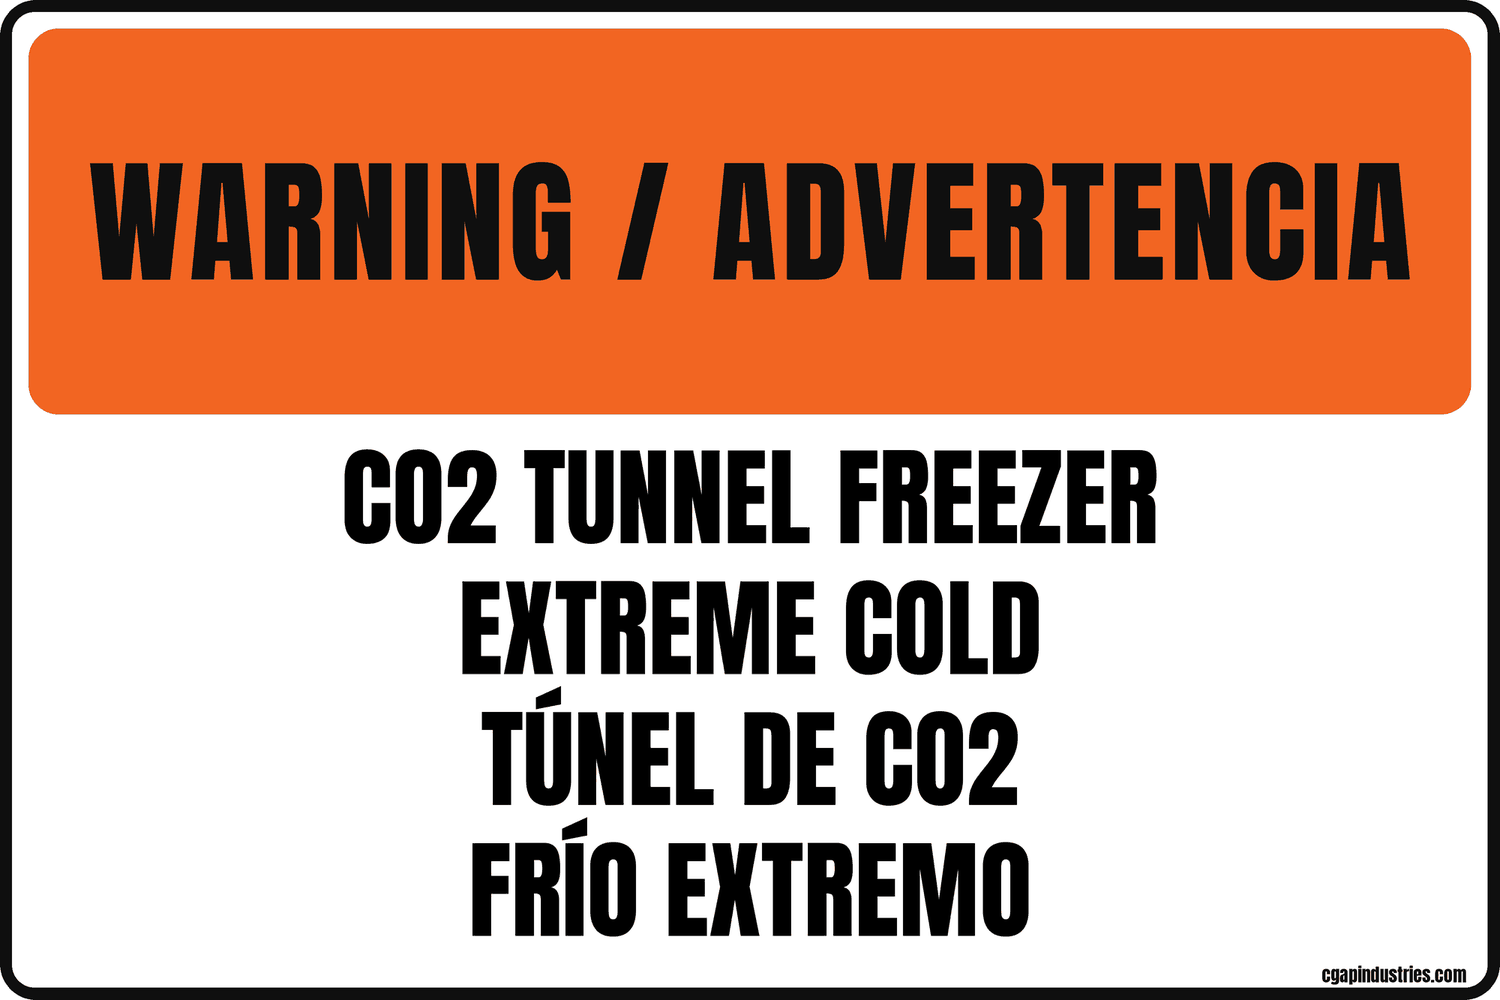 WARNING / ADVERTENCIA
CO2 TUNNEL FREEZER
EXTREME COLD
TÚNEL DE CO2
FRÍO EXTREMO
cgapindustries.com